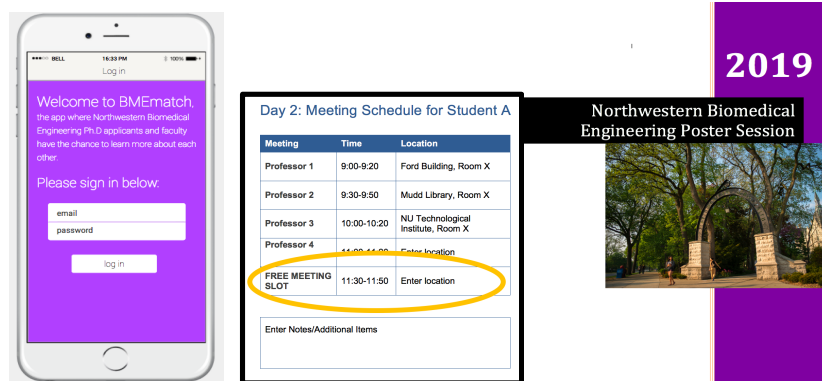 BELL 16:33 PM 100%
Log in
Welcome to BMEmatch,
the app where Northwestern Biomedical
Engineering Ph.D applicants and faculty
have the chance to learn more about each
other.
Please sign in below:
email
password
log in
Day 2: Meeting Schedule for Student A
Meeting Time Location
Professor 1 9:00-9:20 Ford Building, Room X
Professor 2 9:30-9:50 Mudd Library, Room X
Professor 3 10:00-10:20 NU Technological
Institute, Room X
Professor 4 Enter location
FREE MEETING
SLOT 11:30-11:50 Enter location
Enter Notes/Additional Items
2019
Northwestern Biomedical
Engineering Poster Session